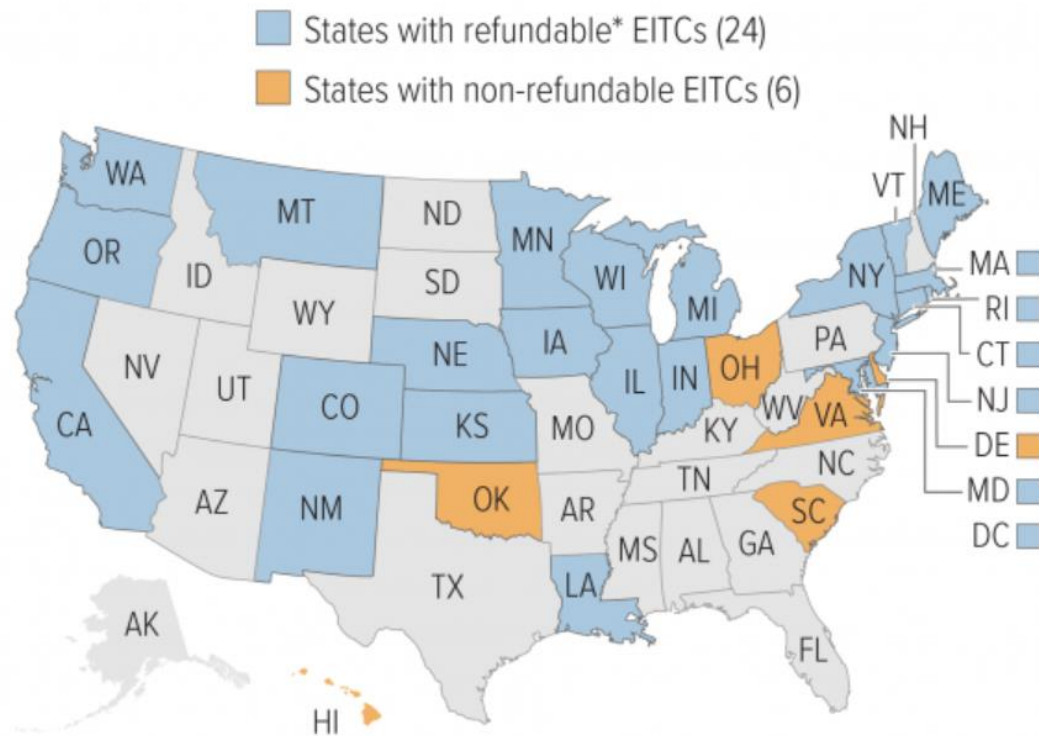 States with refundable* EITCs (24)
States with non-refundable EITCs (6)
NH
VT
ME
WA
MT
ND
MN
OR
ID
SD
WI
NY
MA
WY
MI
RI
NV
UT
NE
IA
PA
CT
CA
CO
KS
IL
IN
OH
NJ
MO
KY
WV
VA
DE
AZ
NM
OK
AR
TN
NC
MD
SC
DC
TX
LA
MS
AL
GA
AK
FL
HI